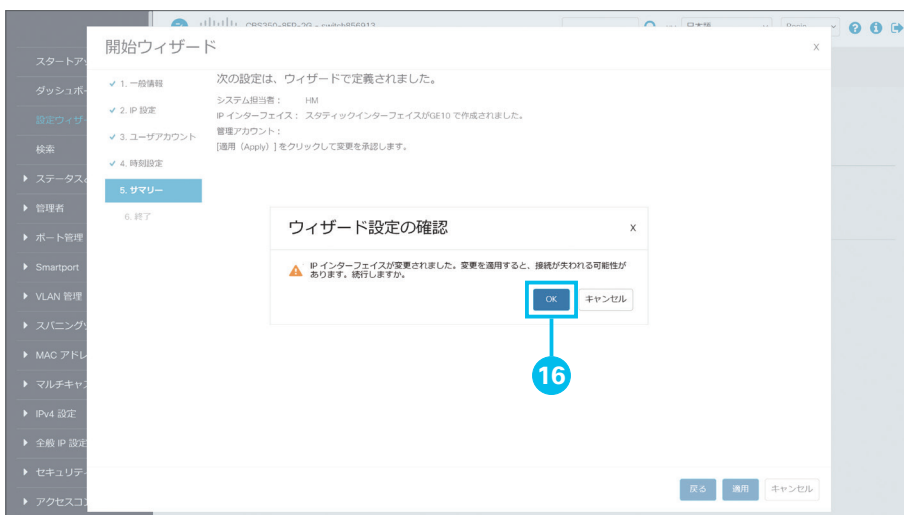 CBS250-8FP-2G - switch856913
日本語
開始ウィザード
x
スタートア
ダッシュボ
設定ウィザ
検索
ステータス
管理者
ポート管理
Smartport
VLAN 管理
スパニング
MAC アドレ
マルチキャス
IPv4 設定
全般 IP 設定
セキュリテ
アクセスコン
✓ 1. 一般情報
✓ 2. IP 設定
✓ 3. ユーザアカウント
✓ 4. 時刻設定
5. サマリー
6. 終了
次の設定は、ウィザードで定義されました。
システム担当者： HM
IP インターフェイス： スタティックインターフェイスがGE10 で作成されました。
管理アカウント：
[適用（Apply）] をクリックして変更を承認します。
ウィザード設定の確認
x
IP インターフェイスが変更されました。変更を適用すると、接続が失われる可能性が
あります。続行しますか。
OK
キャンセル
16
戻る
適用
キャンセル